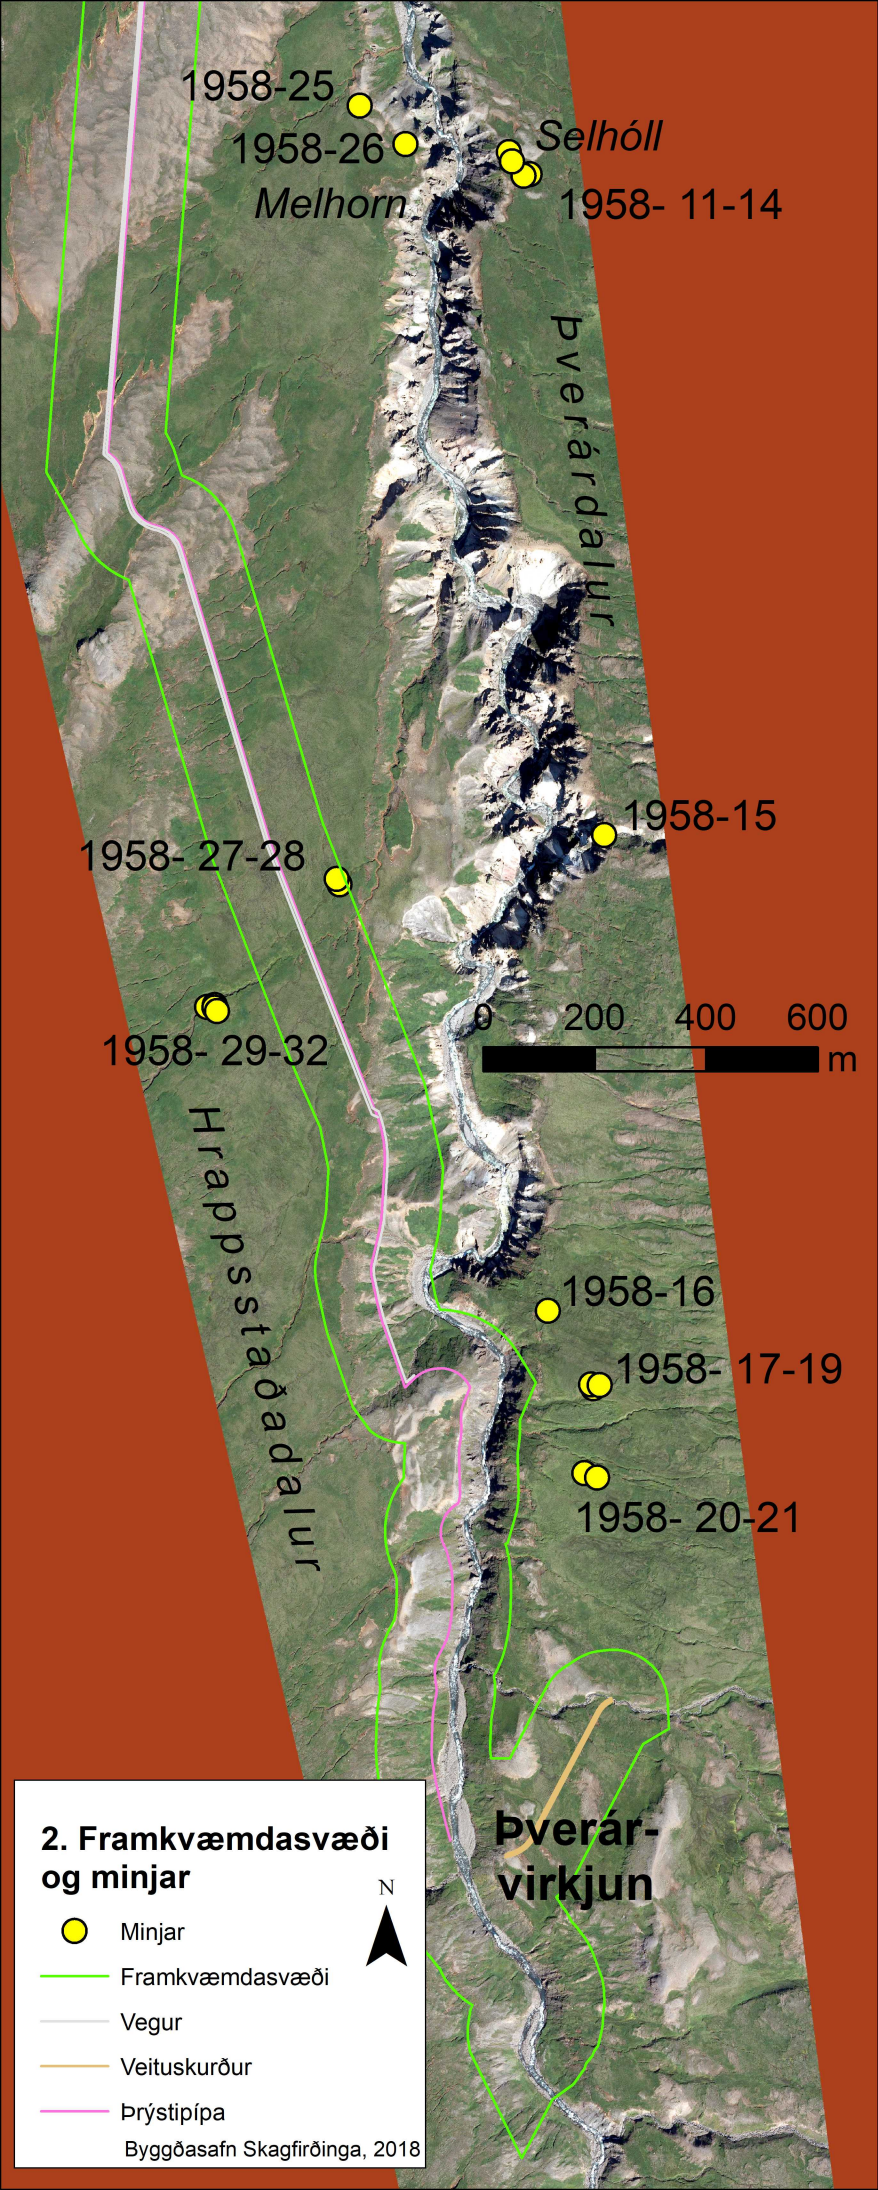 1958-25
1958-26
Selhóll
Melhorn
1958- 11-14
Þverárdalur
1958-15
1958- 27-28
0 200 400 600
m
1958- 29-32
Hrappsstaðadalur
1958-16
1958- 17-19
1958- 20-21
Þverár-
virkjun
2. Framkvæmdasvæði
og minjar
N
Minjar
Framkvæmdasvæði
Vegur
Veituskurður
Þrýstipípa
Byggðasafn Skagfirðinga, 2018